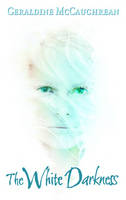 Geraldine McCaughrean
The White Darkness